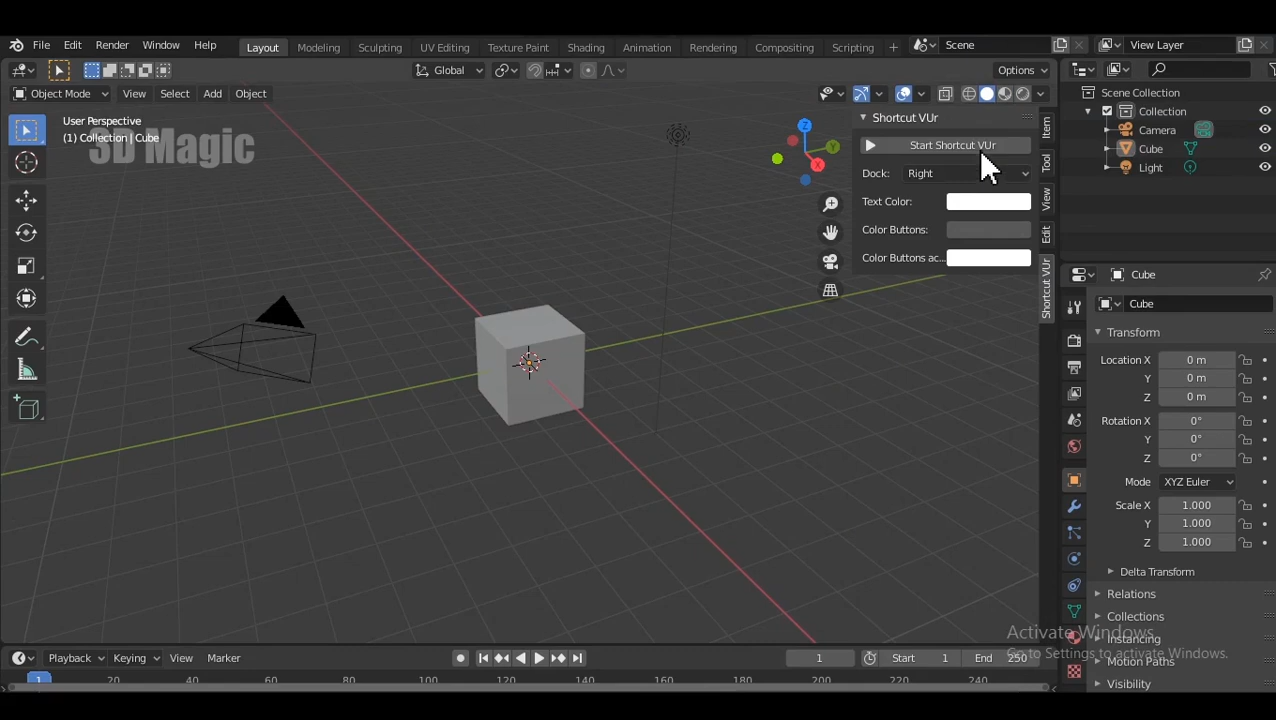 File Edit Render Window Help Layout Modeling Sculpting UV Editing Texture Paint Shading Animation Rendering Compositing Scripting + Scene View Layer
Global Options
Object Mode View Select Add Object
User Perspective
(1) Collection | Cube
3D Magic
Z
Y
X
Shortcut VUr
Start Shortcut VUr
Dock: Right
Text Color:
Color Buttons:
Color Buttons ac...
Item
Tool
View
Edit
Shortcut VUr
Scene Collection
Collection
Camera
Cube
Light
Cube
Cube
Transform
Location X 0 m
Y 0 m
Z 0 m
Rotation X 0°
Y 0°
Z 0°
Mode XYZ Euler
Scale X 1.000
Y 1.000
Z 1.000
Delta Transform
Relations
Collections
Instancing
Motion Paths
Visibility
Activate Windows
Go to Settings to activate Windows.
Playback Keying View Marker 1 Start 1 End 250
1 20 40 60 80 100 120 140 160 180 200 220 240